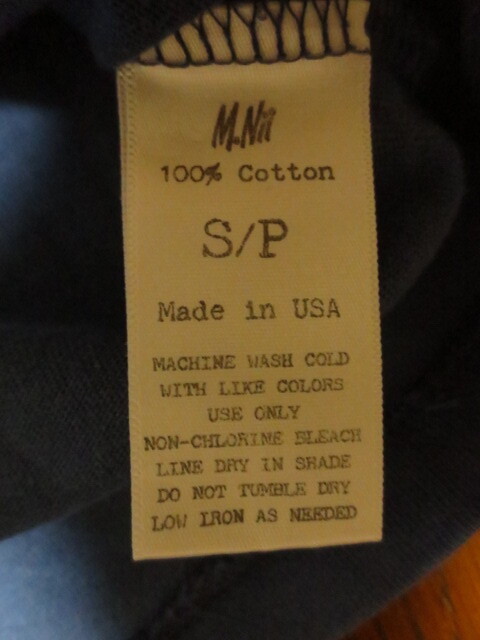 M.Nii
100% Cotton
S/P
Made in USA
MACHINE WASH COLD
WITH LIKE COLORS
USE ONLY
NON-CHLORINE BLEACH
LINE DRY IN SHADE
DO NOT TUMBLE DRY
LOW IRON AS NEEDED